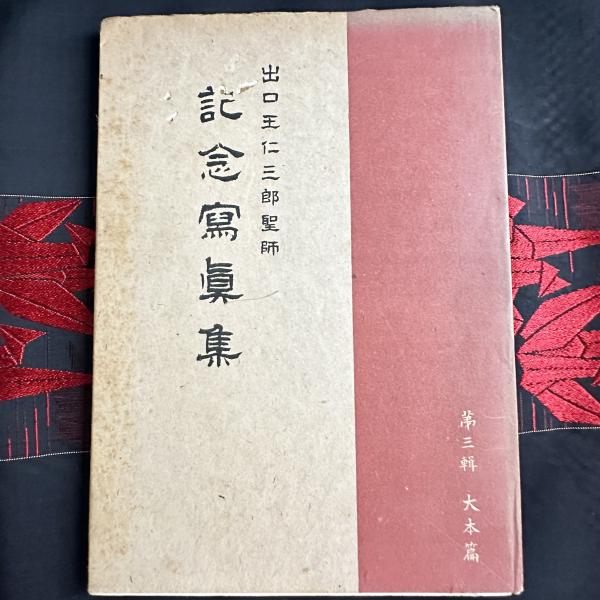 出口王仁三郎聖師
記念寫眞集
第三輯 大本篇